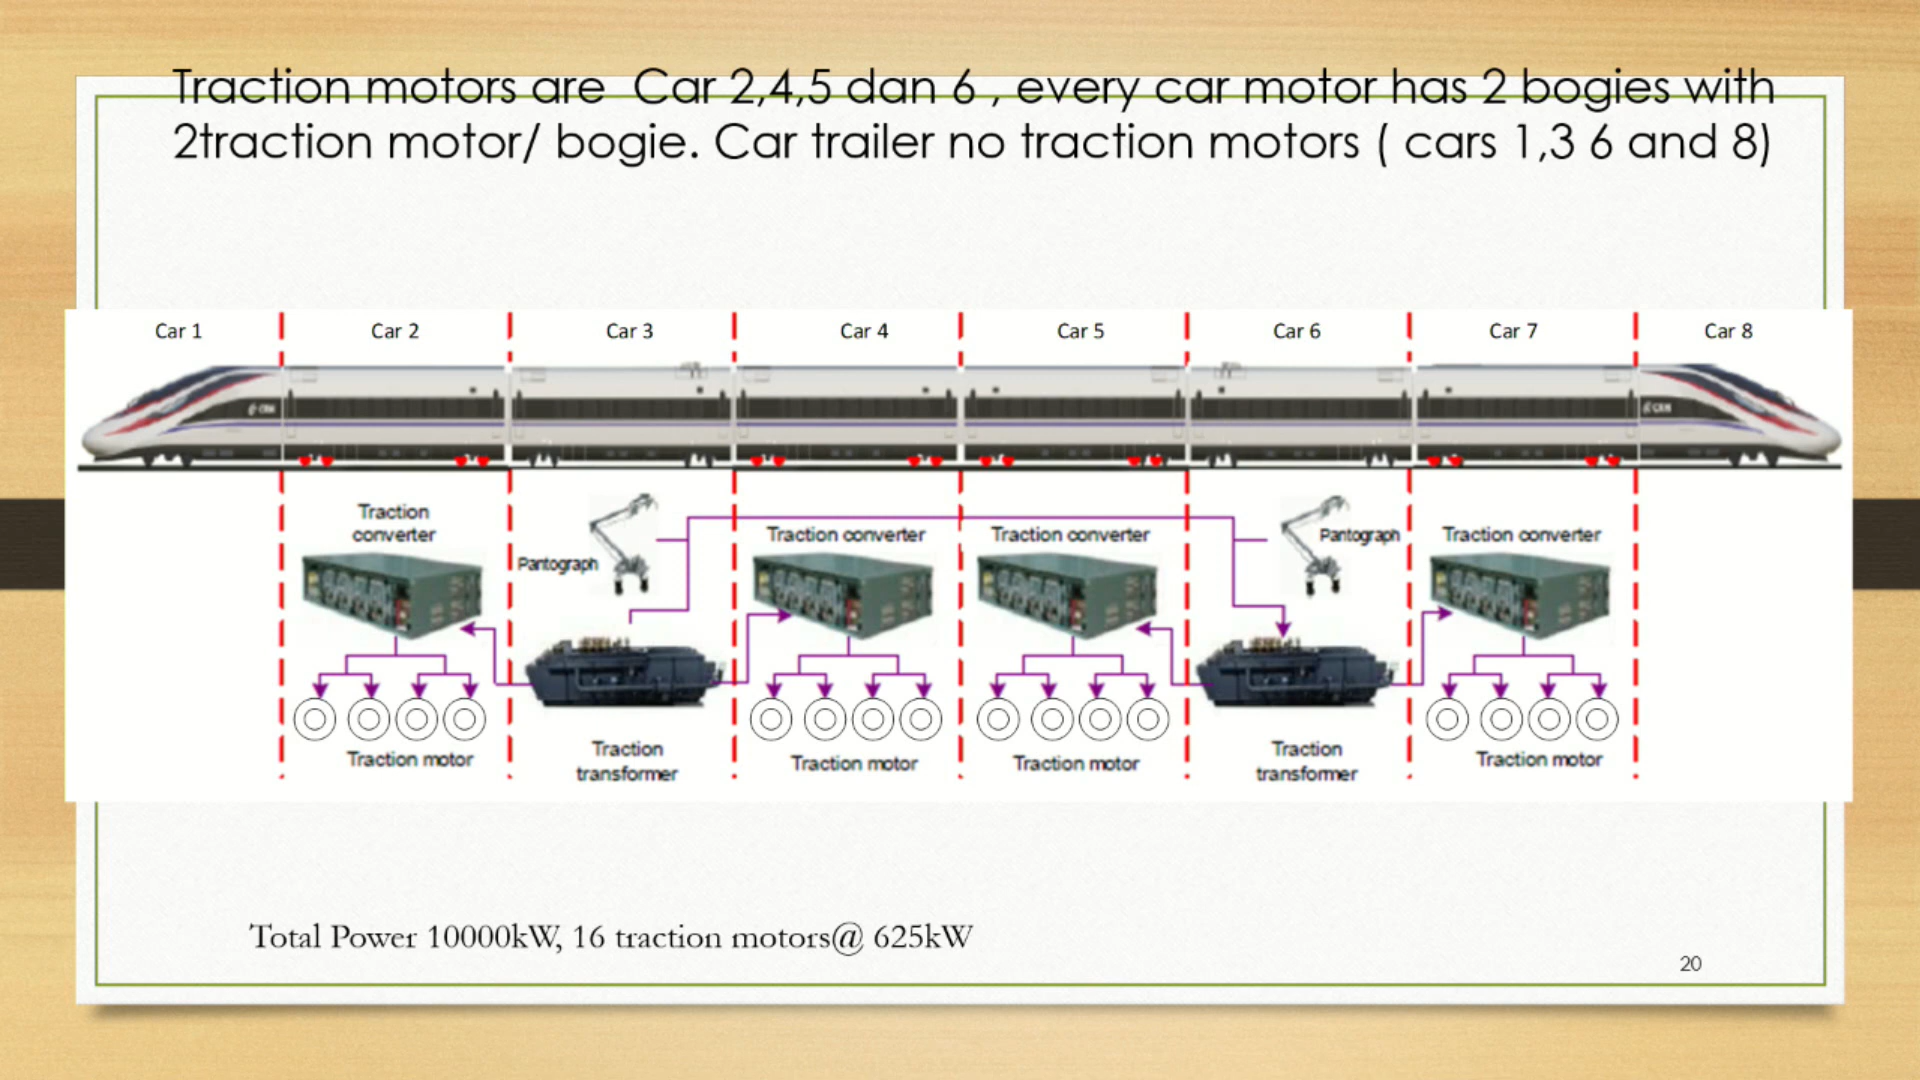 Traction motors are Car 2,4,5 dan 6 , every car motor has 2 bogies with
2traction motor/ bogie. Car trailer no traction motors ( cars 1,3 6 and 8)
Car 1
Car 2
Car 3
Car 4
Car 5
Car 6
Car 7
Car 8
Traction
converter
Pantograph
Traction converter
Traction converter
Pantograph
Traction converter
Traction motor
Traction
transformer
Traction motor
Traction motor
Traction
transformer
Traction motor
Total Power 10000kW, 16 traction motors@ 625kW
20